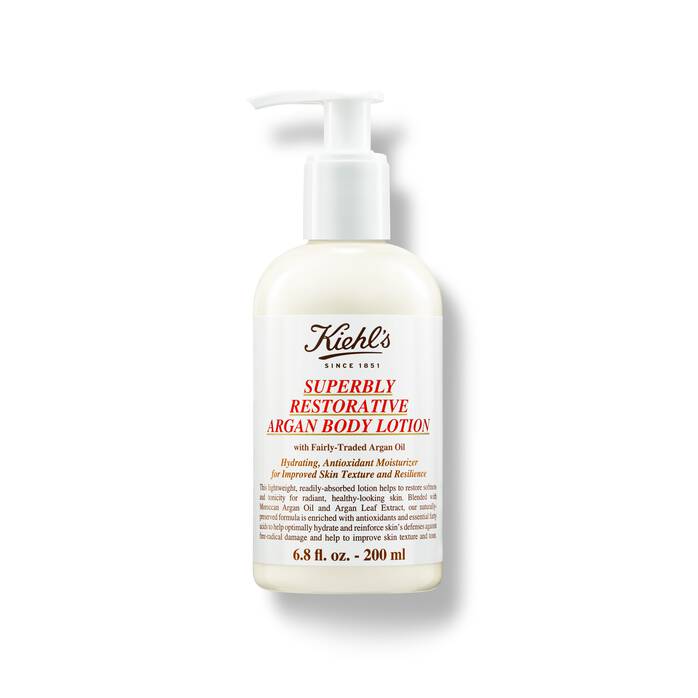 Kiehl's
SINCE 1851
SUPERBLY
RESTORATIVE
ARGAN BODY LOTION
with Fairly-Traded Argan Oil
Hydrating, Antioxidant Moisturizer
for Improved Skin Texture and Resilience
This lightweight, readily-absorbed lotion helps to restore softness
and tonicity for radiant, healthy-looking skin. Blended with
Moroccan Argan Oil and Argan Leaf Extract, our naturally-
preserved formula is enriched with antioxidants and essential fatty
acids to help optimally hydrate and reinforce skin's defenses against
free-radical damage and help to improve skin texture and tone.
6.8 fl. oz. - 200 ml